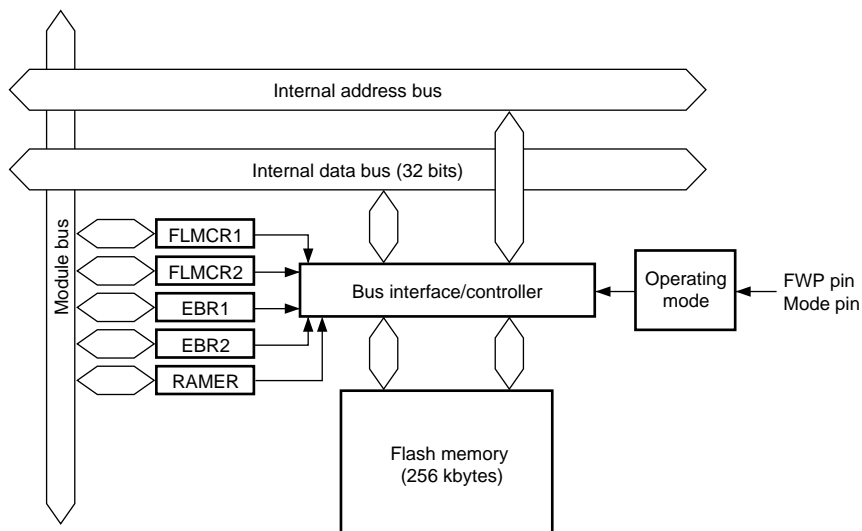 Internal address bus
Internal data bus (32 bits)
Module bus
FLMCR1
FLMCR2
EBR1
EBR2
RAMER
Bus interface/controller
Operating
mode
FWP pin
Mode pin
Flash memory
(256 kbytes)